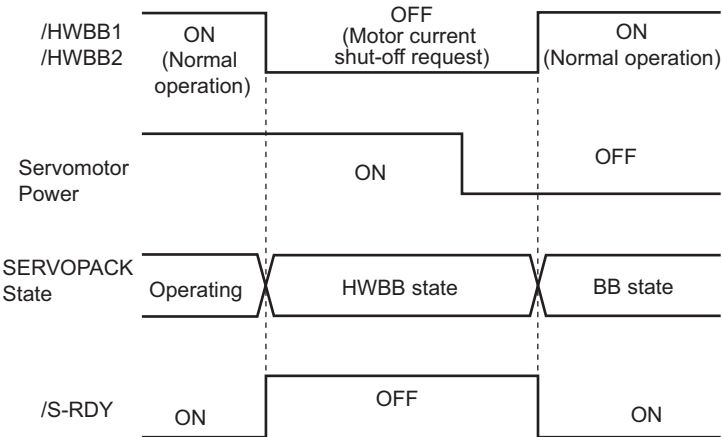 /HWBB1
/HWBB2
ON
(Normal
operation)
OFF
(Motor current
shut-off request)
ON
(Normal operation)
Servomotor
Power
ON
OFF
SERVOPACK
State
Operating
HWBB state
BB state
/S-RDY
ON
OFF
ON